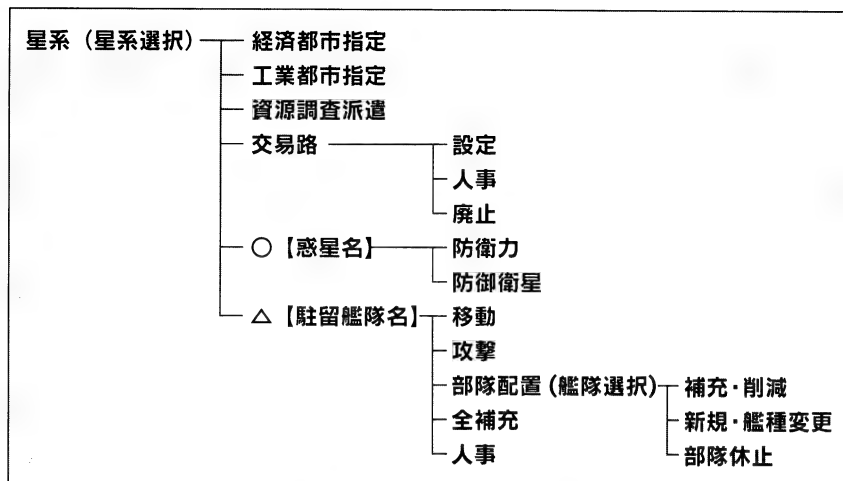 星系(星系選択) 経済都市指定
工業都市指定
資源調査派遣
交易路 設定
人事
廃止
○【惑星名】 防衛力
防御衛星
△【駐留艦隊名】 移動
攻撃
部隊配置(艦隊選択) 補充・削減
全補充 新規・艦種変更
人事 部隊休止